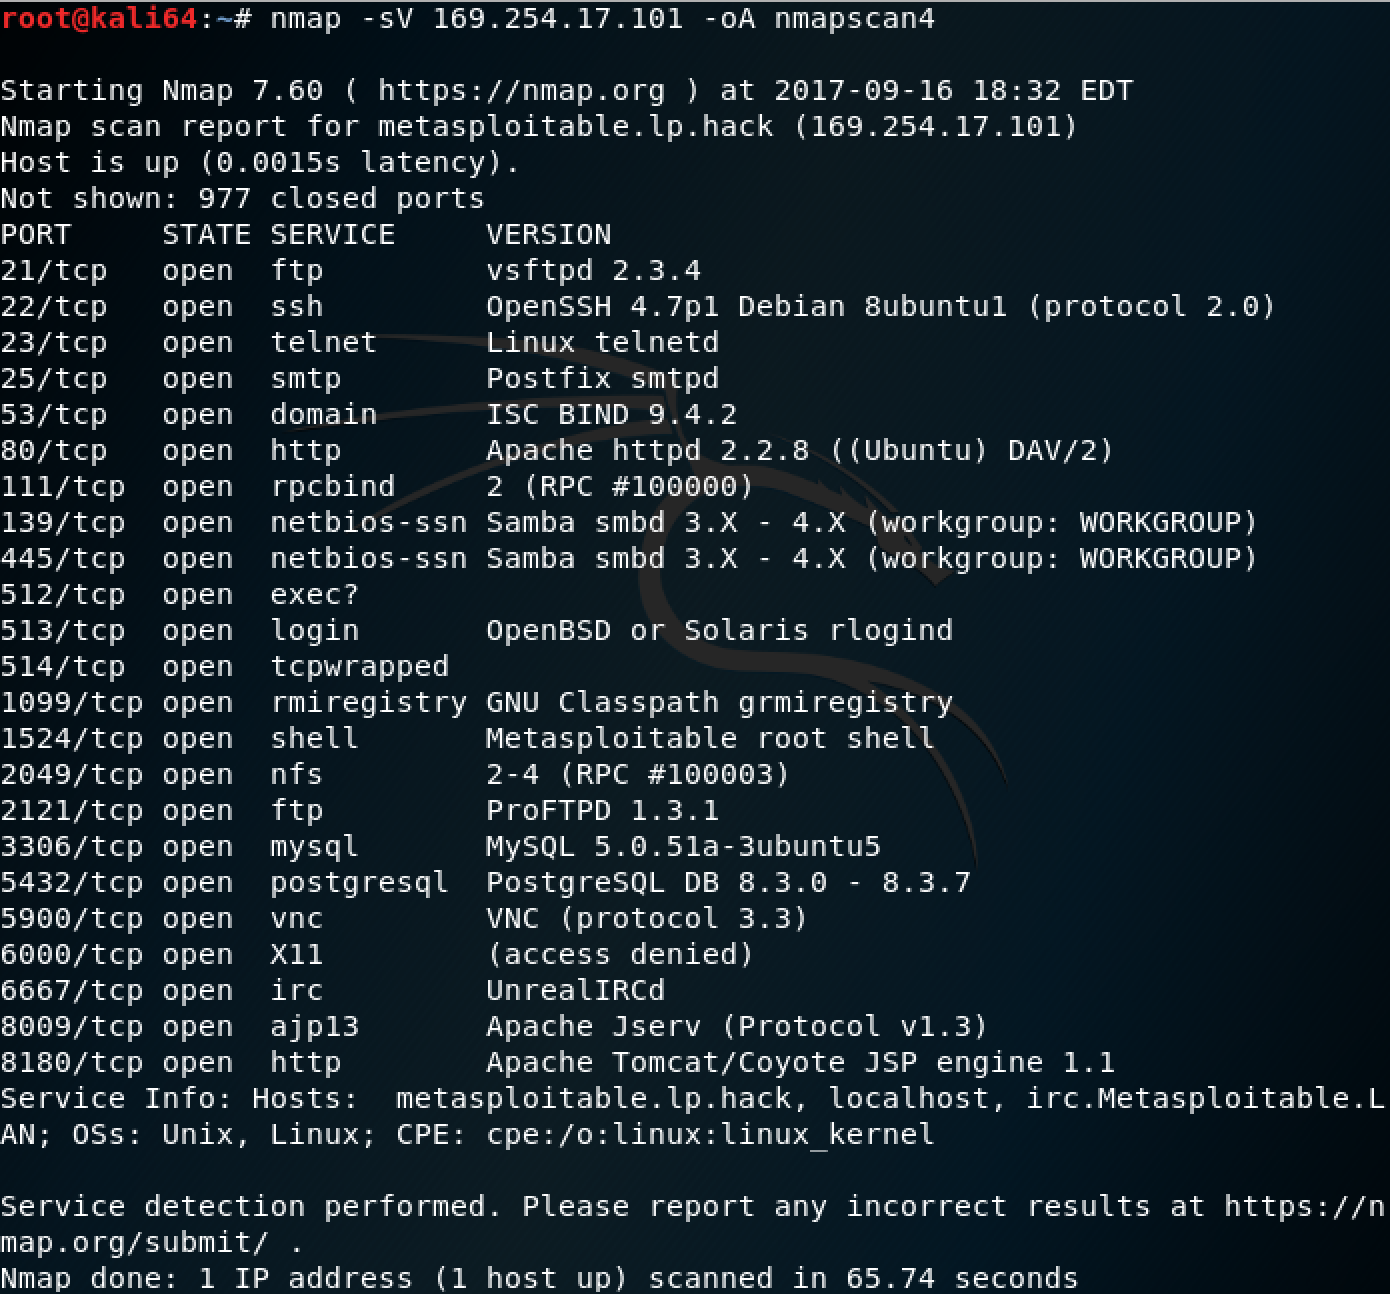 root@kali64:~# nmap -sV 169.254.17.101 -oA nmapscan4
Starting Nmap 7.60 ( https://nmap.org ) at 2017-09-16 18:32 EDT
Nmap scan report for metasploitable.lp.hack (169.254.17.101)
Host is up (0.0015s latency).
Not shown: 977 closed ports
PORT     STATE SERVICE     VERSION
21/tcp   open  ftp         vsftpd 2.3.4
22/tcp   open  ssh         OpenSSH 4.7p1 Debian 8ubuntu1 (protocol 2.0)
23/tcp   open  telnet      Linux telnetd
25/tcp   open  smtp        Postfix smtpd
53/tcp   open  domain      ISC BIND 9.4.2
80/tcp   open  http        Apache httpd 2.2.8 ((Ubuntu) DAV/2)
111/tcp  open  rpcbind     2 (RPC #100000)
139/tcp  open  netbios-ssn Samba smbd 3.X - 4.X (workgroup: WORKGROUP)
445/tcp  open  netbios-ssn Samba smbd 3.X - 4.X (workgroup: WORKGROUP)
512/tcp  open  exec?
513/tcp  open  login       OpenBSD or Solaris rlogind
514/tcp  open  tcpwrapped
1099/tcp open  rmiregistry GNU Classpath grmiregistry
1524/tcp open  shell       Metasploitable root shell
2049/tcp open  nfs         2-4 (RPC #100003)
2121/tcp open  ftp         ProFTPD 1.3.1
3306/tcp open  mysql       MySQL 5.0.51a-3ubuntu5
5432/tcp open  postgresql  PostgreSQL DB 8.3.0 - 8.3.7
5900/tcp open  vnc         VNC (protocol 3.3)
6000/tcp open  X11         (access denied)
6667/tcp open  irc         UnrealIRCd
8009/tcp open  ajp13       Apache Jserv (Protocol v1.3)
8180/tcp open  http        Apache Tomcat/Coyote JSP engine 1.1
Service Info: Hosts:  metasploitable.lp.hack, localhost, irc.Metasploitable.L
AN; OSs: Unix, Linux; CPE: cpe:/o:linux:linux_kernel
Service detection performed. Please report any incorrect results at https://n
map.org/submit/ .
Nmap done: 1 IP address (1 host up) scanned in 65.74 seconds